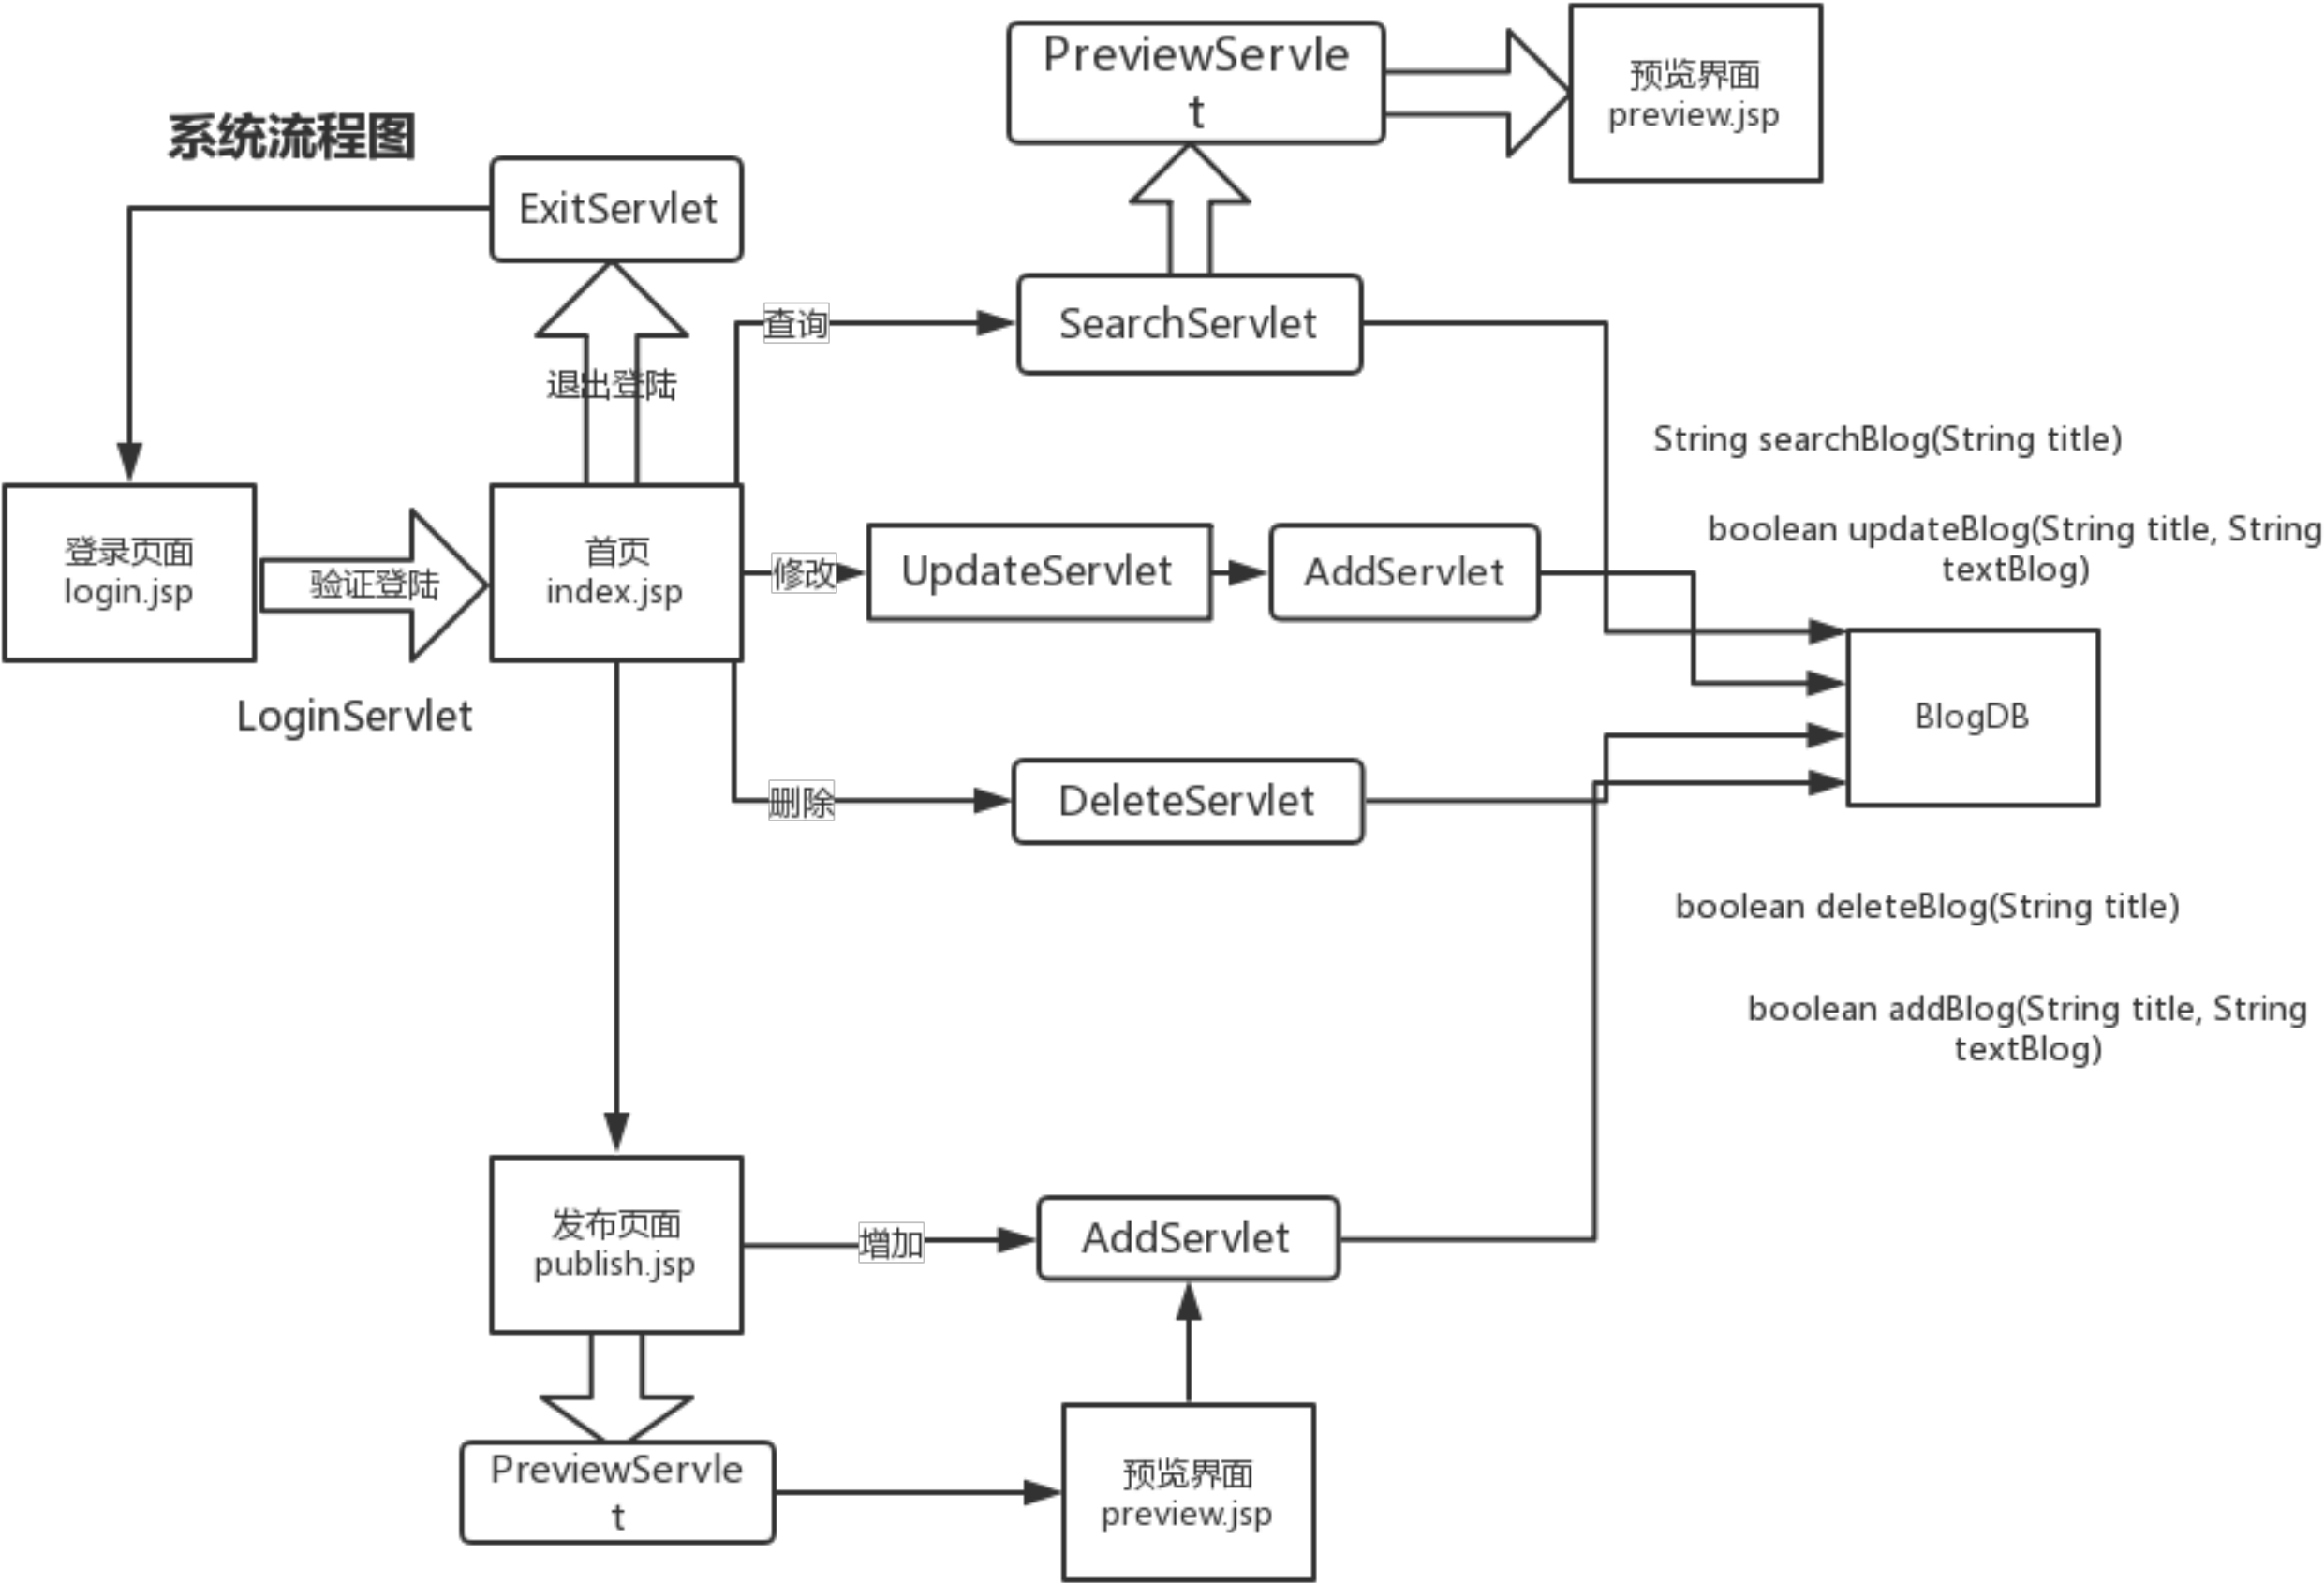 系统流程图
PreviewServle
t
预览界面
preview.jsp
ExitServlet
查询
SearchServlet
退出登陆
String searchBlog(String title)
boolean updateBlog(String title, String
textBlog)
登录页面
login.jsp
验证登陆
LoginServlet
首页
index.jsp
修改
UpdateServlet
AddServlet
BlogDB
删除
DeleteServlet
boolean deleteBlog(String title)
boolean addBlog(String title, String
textBlog)
发布页面
publish.jsp
增加
AddServlet
PreviewServle
t
预览界面
preview.jsp